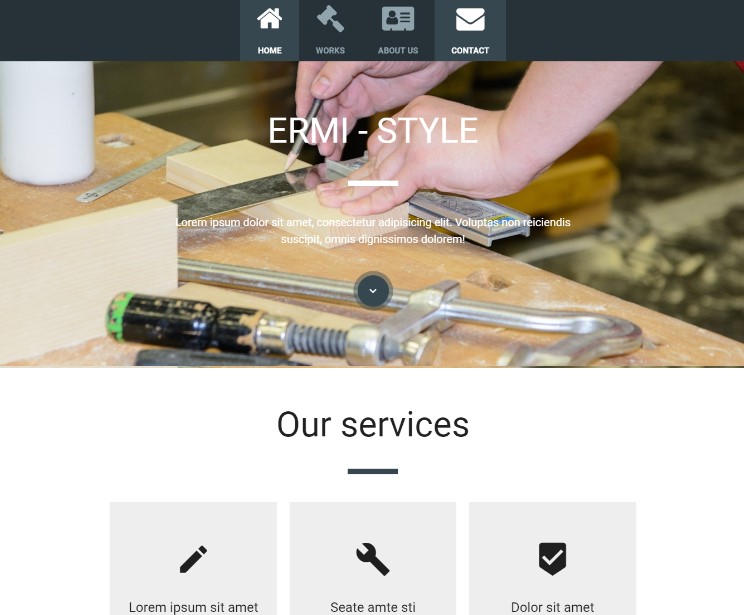 HOME
WORKS
ABOUT US
CONTACT
ERMI - STYLE
Lorem ipsum dolor sit amet, consectetur adipisicing elit. Voluptas non reiciendis
suscipit, omnis dignissimos dolorem!
Our services
Lorem ipsum sit amet
Seate amte sti
Dolor sit amet